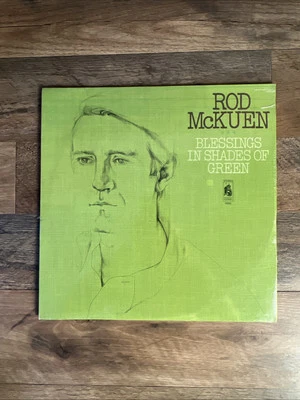 ROD
McKUEN
BLESSINGS
IN SHADES OF
GREEN